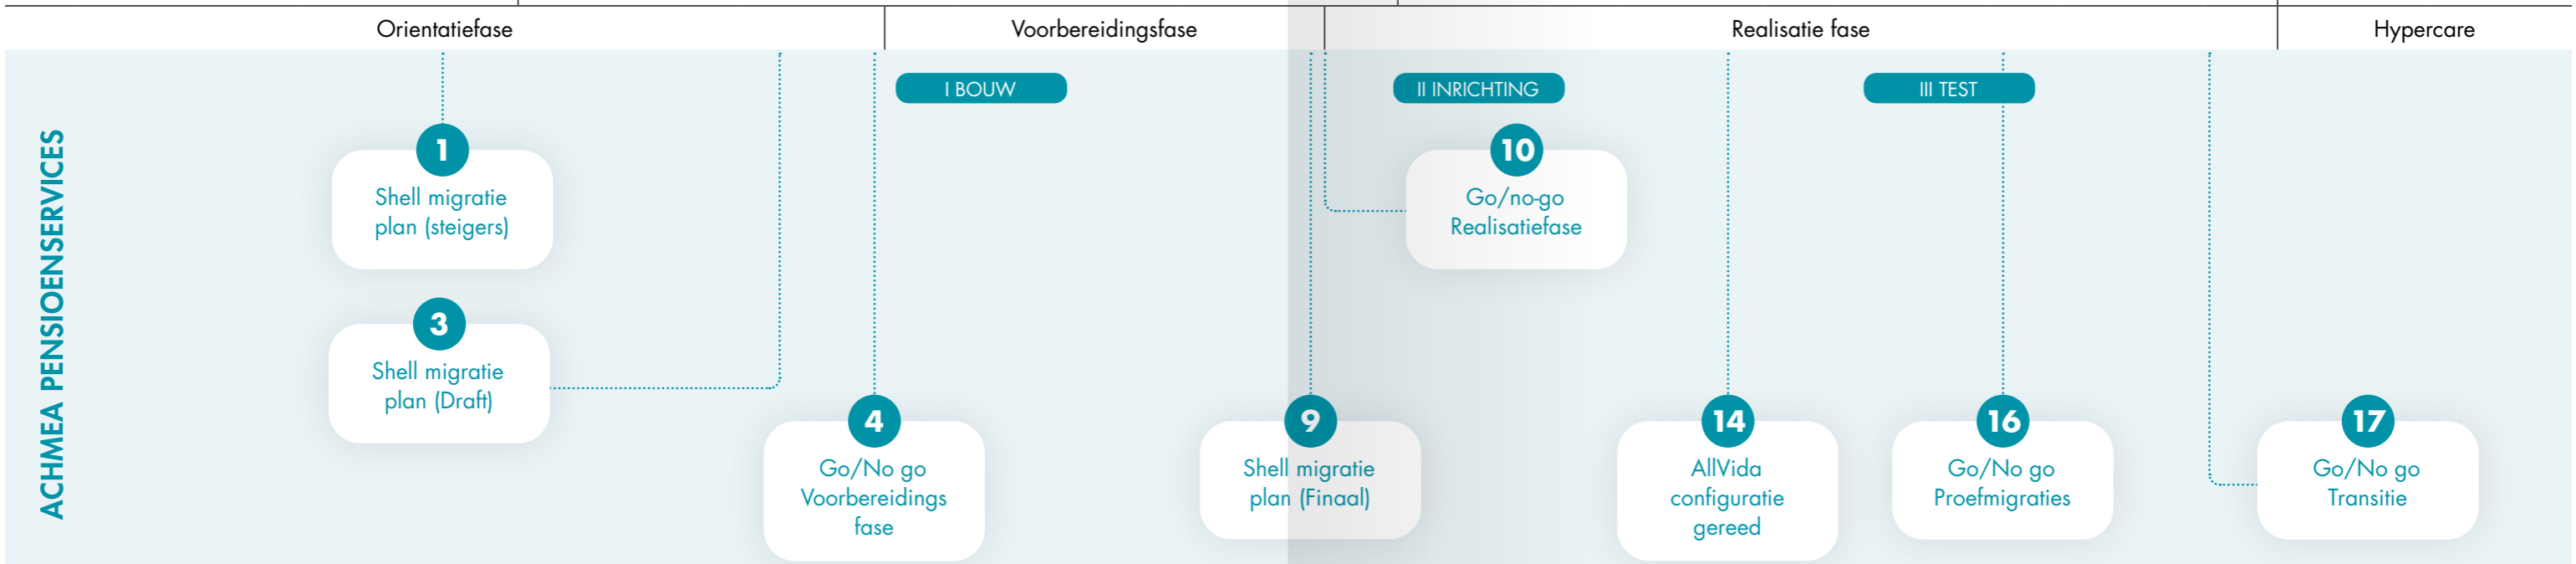 Orientatiefase
Voorbereidingsfase
Realisatie fase
Hypercare
ACHMEA PENSIOENSERVICES
I BOUW
II INRICHTING
III TEST
1
Shell migratie
plan (steigers)
3
Shell migratie
plan (Draft)
4
Go/No go
Voorbereidings
fase
9
Shell migratie
plan (Finaal)
10
Go/no-go
Realisatiefase
14
AllVida
configuratie
gereed
16
Go/No go
Proefmigraties
17
Go/No go
Transitie